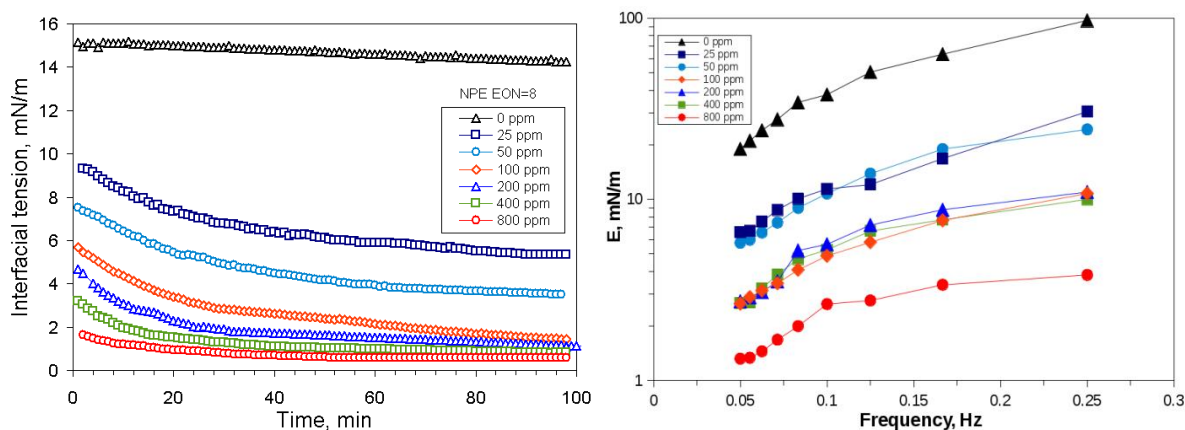 16
14
12
10
8
6
4
2
0
Interfacial tension, mN/m
NPE EON=8
0 ppm
25 ppm
50 ppm
100 ppm
200 ppm
400 ppm
800 ppm
0 20 40 60 80 100
Time, min
100
10
1
E, mN/m
0 ppm
25 ppm
50 ppm
100 ppm
200 ppm
400 ppm
800 ppm
0 0.05 0.1 0.15 0.2 0.25 0.3
Frequency, Hz